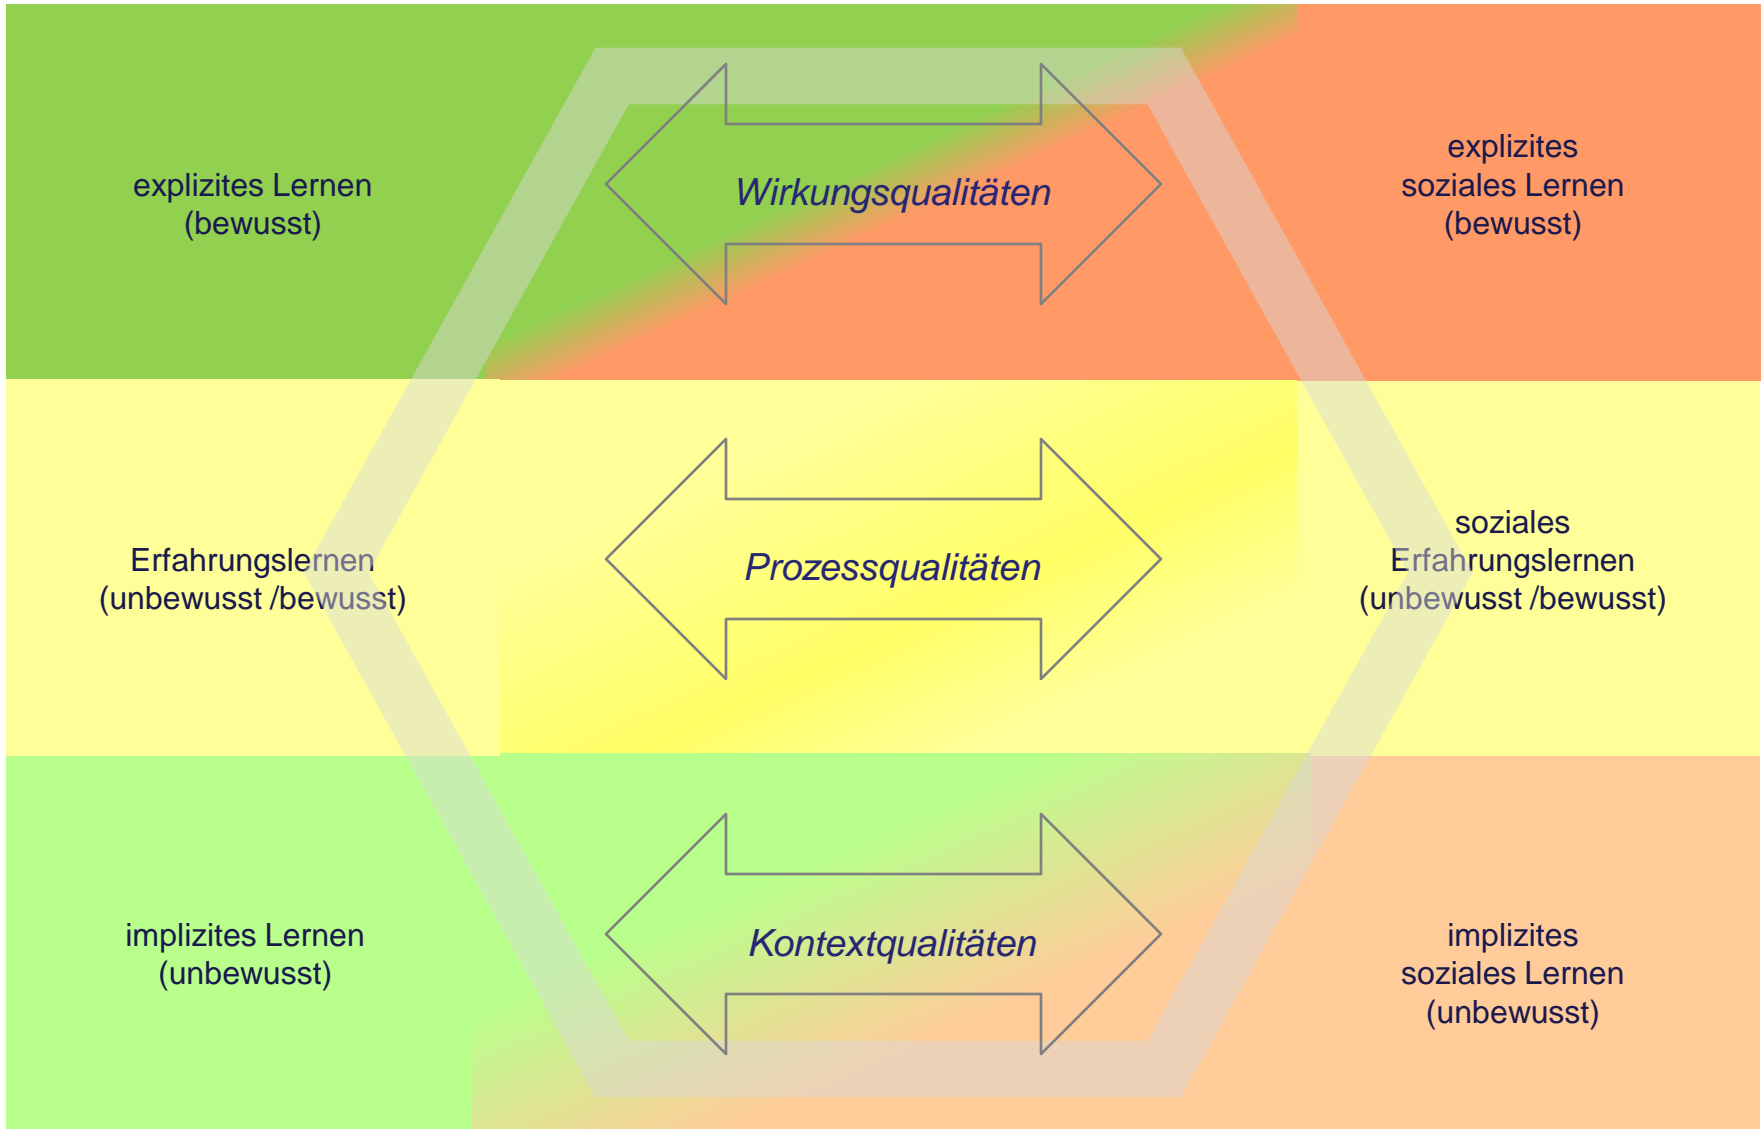 explizites Lernen
(bewusst)
Wirkungsqualitäten
explizites
soziales Lernen
(bewusst)
Erfahrungslernen
(unbewusst /bewusst)
Prozessqualitäten
soziales
Erfahrungslernen
(unbewusst /bewusst)
implizites Lernen
(unbewusst)
Kontextqualitäten
implizites
soziales Lernen
(unbewusst)